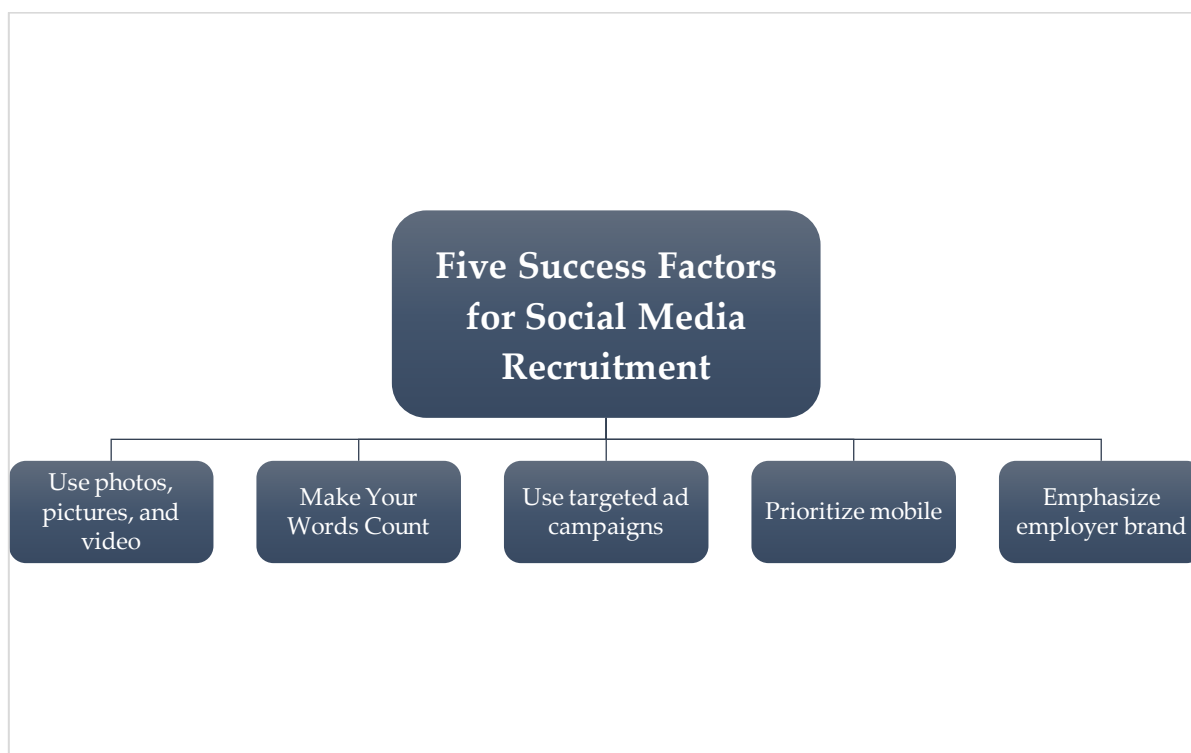 Five Success Factors
for Social Media
Recruitment
Use photos,
pictures, and
video
Make Your
Words Count
Use targeted ad
campaigns
Prioritize mobile
Emphasize
employer brand